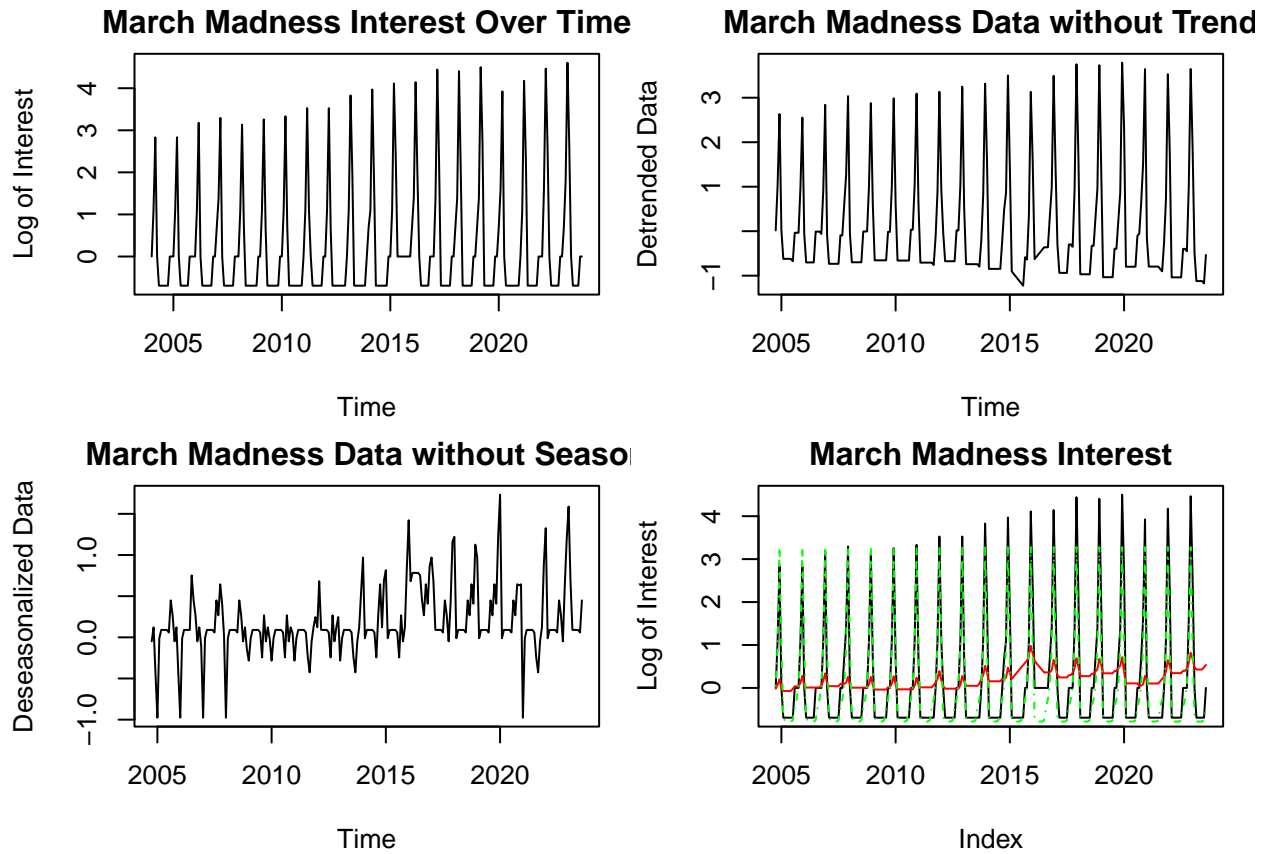 March Madness Interest Over Time
Log of Interest
4
3
2
1
0
2005 2010 2015 2020
Time
March Madness Data without Trend
Detrended Data
3
2
1
−1
2005 2010 2015 2020
Time
March Madness Data without Seaso
Deseasonalized Data
1.0
0.0
−1.0
2005 2010 2015 2020
Time
March Madness Interest
Log of Interest
4
3
2
1
0
2005 2010 2015 2020
Index